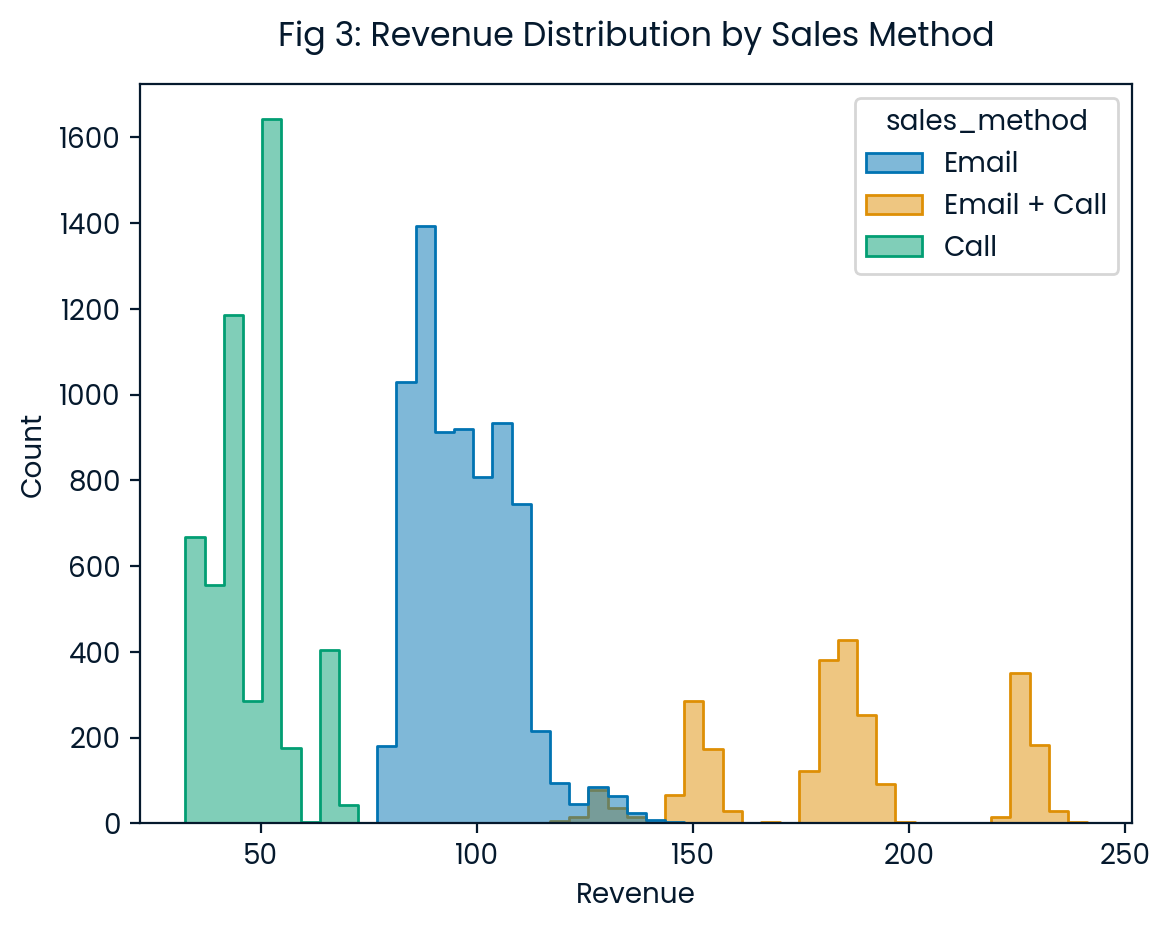 Fig 3: Revenue Distribution by Sales Method
sales_method
Email
Email + Call
Call
1600
1400
1200
1000
800
600
400
200
0
Count
50
100
150
200
250
Revenue